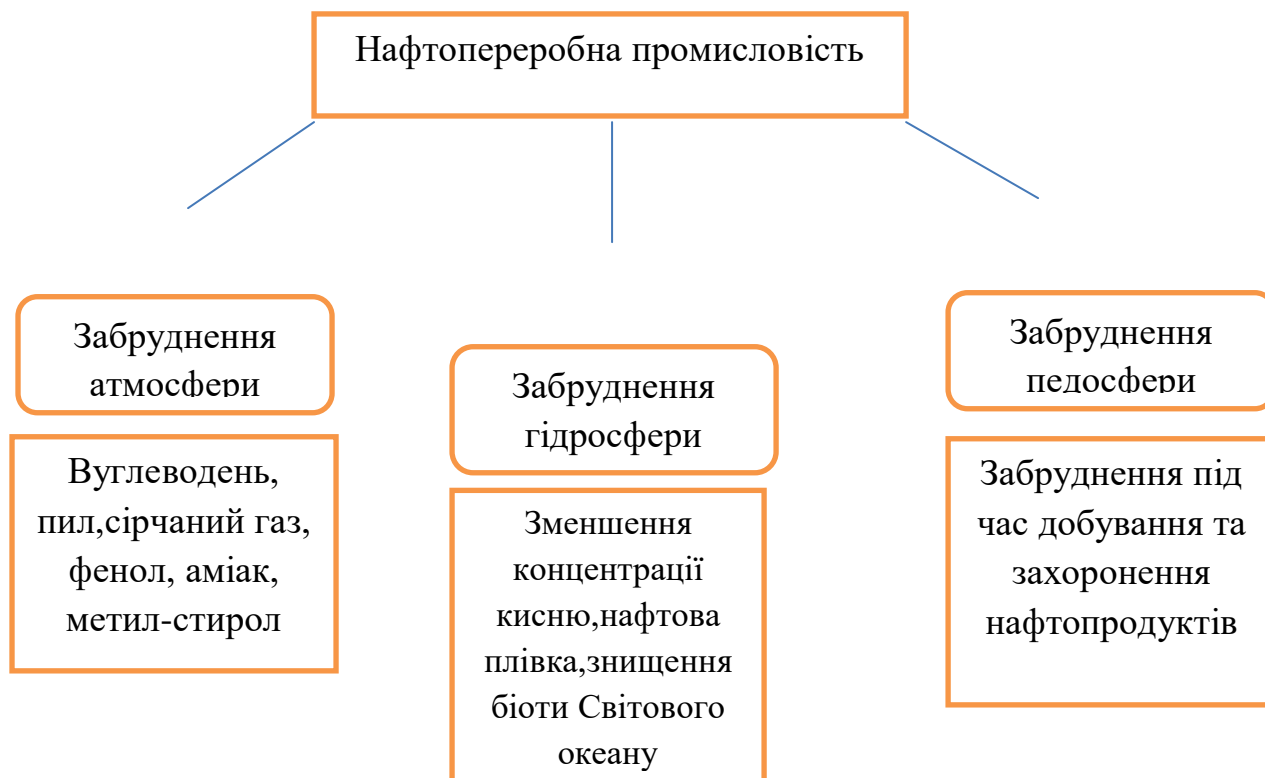 Нафтопереробна промисловість
Забруднення
атмосфери
Вуглеводень,
пил,сірчаний газ,
фенол, аміак,
метил-стирол
Забруднення
гідросфери
Зменшення
концентрації
кисню,нафтова
плівка,знищення
біоти Світового
океану
Забруднення
педосфери
Забруднення під
час добування та
захоронення
нафтопродуктів